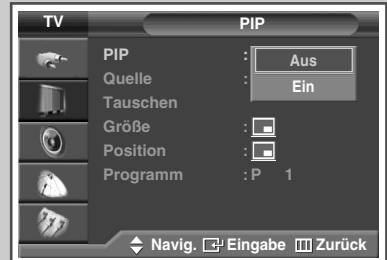 TV PIP
PIP : Aus
Quelle : Ein
Tauschen
Größe :
Position :
Programm : P 1
Navig. Eingabe Zurück